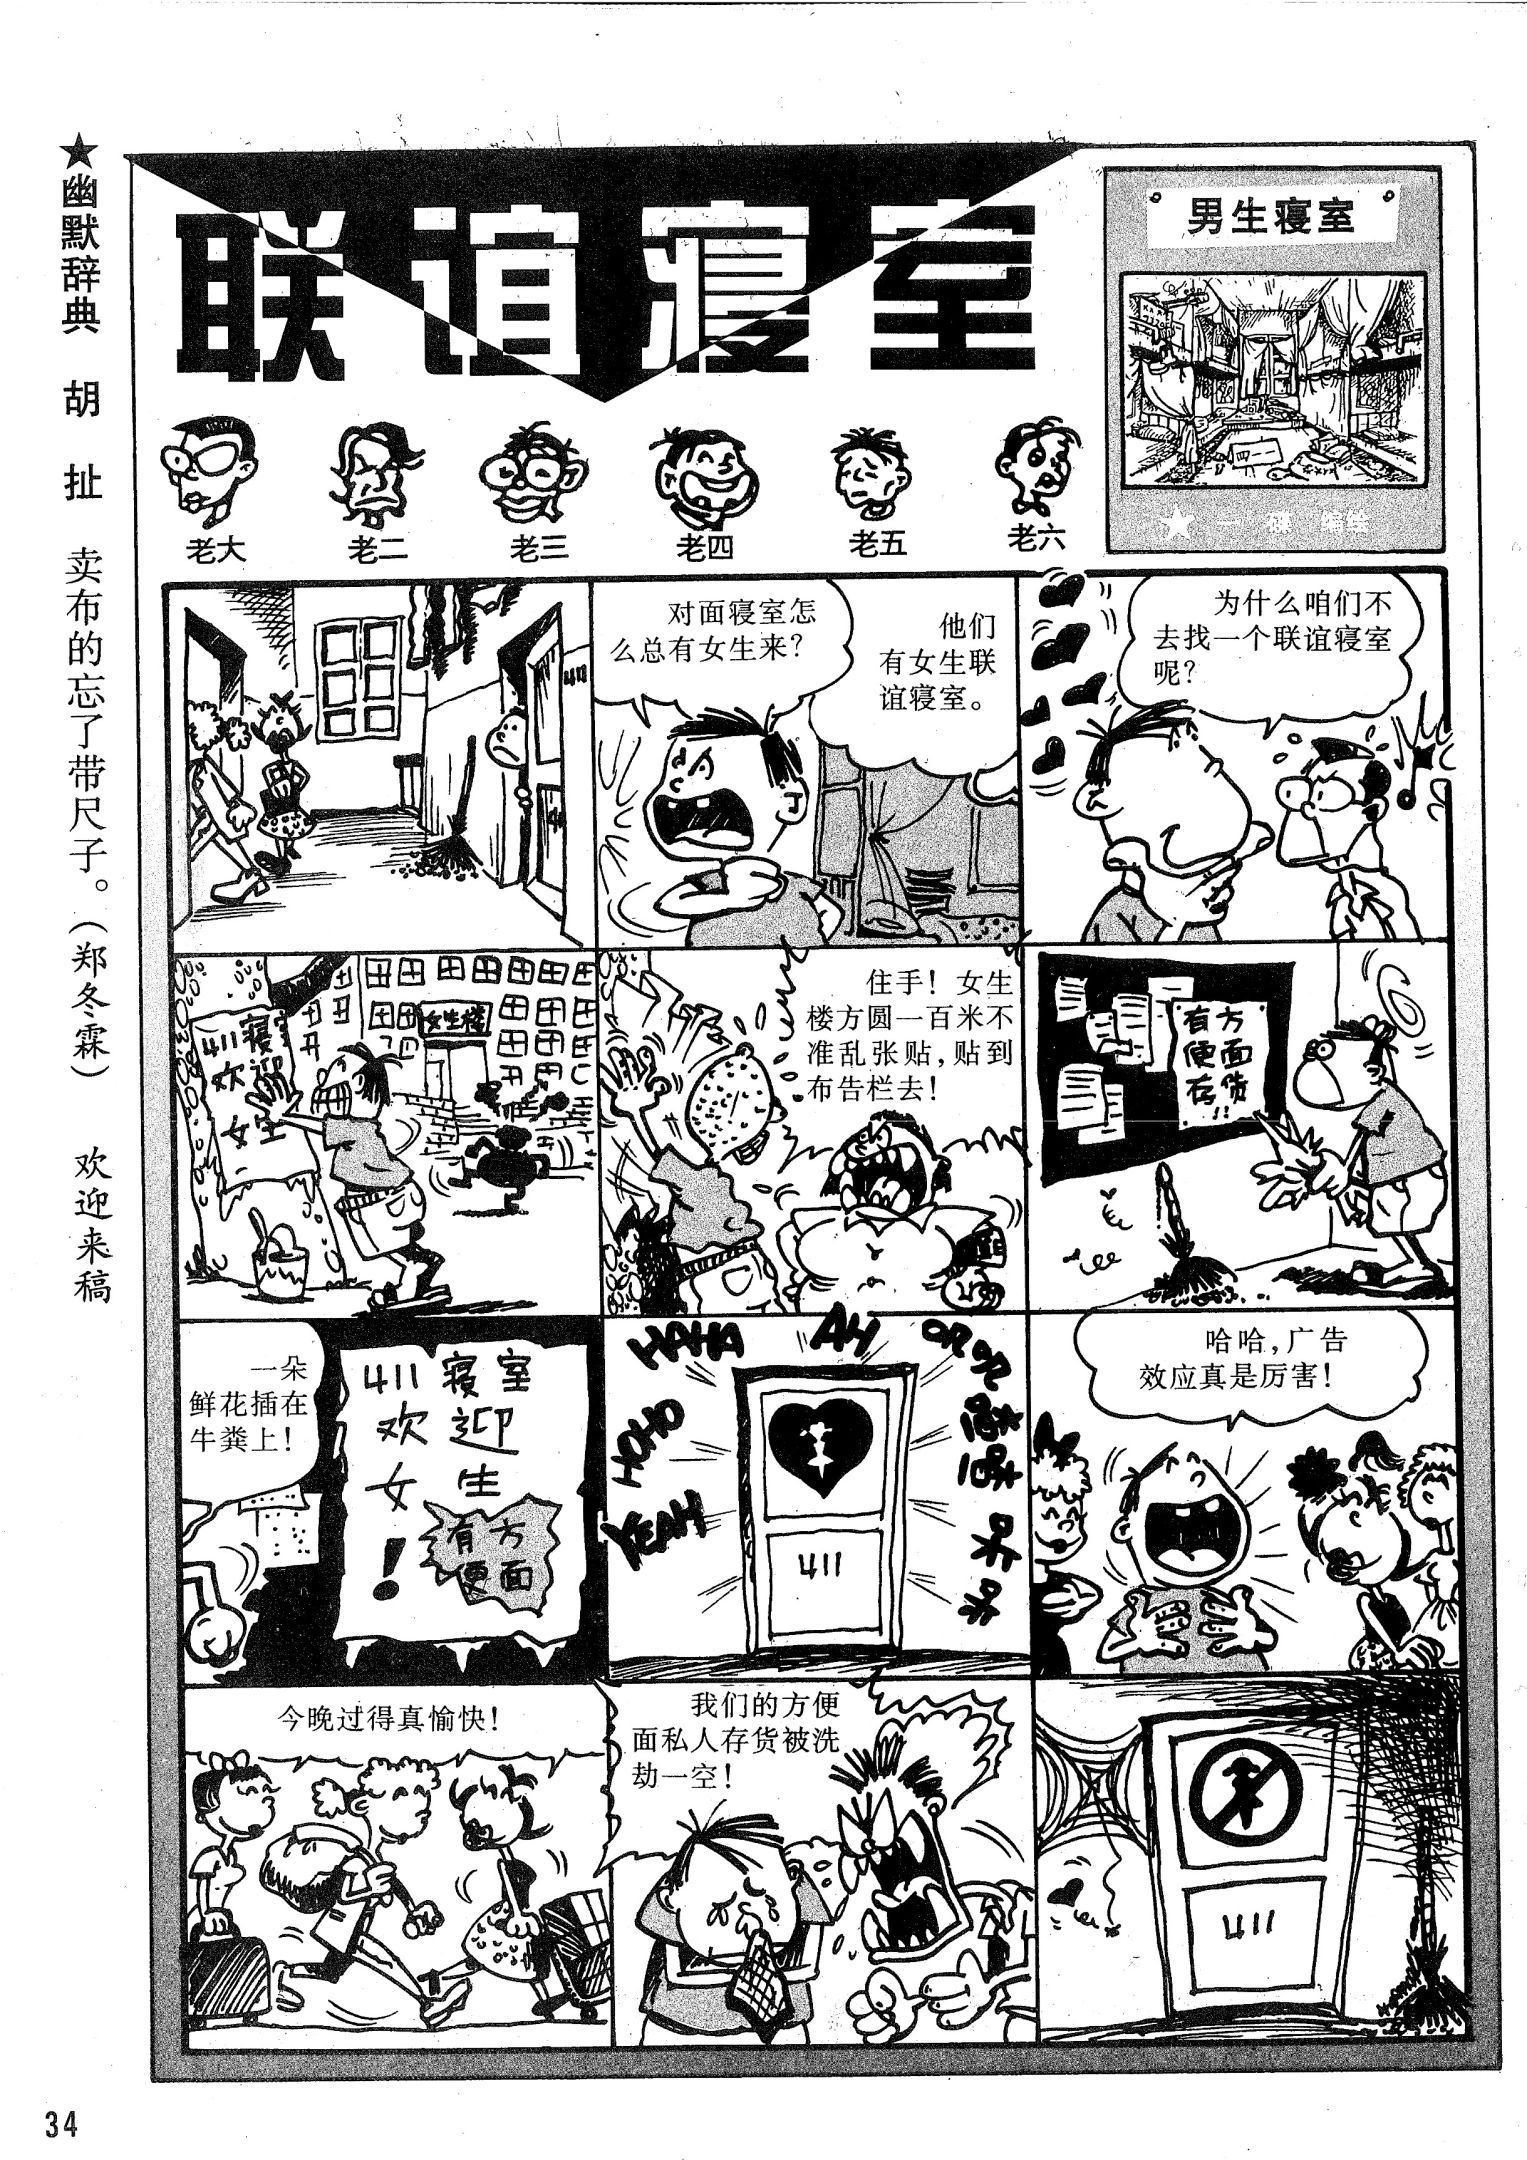 ★幽默辞典 胡 扯 卖布的忘了带尺子。(郑冬霖) 欢迎来稿
联谊寝室
男生寝室
四一一
★ 一 碟 编绘
老大
老二
老三
老四
老五
老六
411
对面寝室怎
么总有女生来?
他们
有女生联
谊寝室。
为什么咱们不
去找一个联谊寝室
呢?
411寝室
欢迎
女生
女生楼
住手!女生
楼方圆一百米不
准乱张贴,贴到
布告栏去!
有方
便面
存货
!!
一朵
鲜花插在
牛粪上!
411寝室
欢迎
女生
!
有方
便面
HAHA
AH
HOHO
YEAH
嘻嘻
411
哈哈,广告
效应真是厉害!
今晚过得真愉快!
我们的方便
面私人存货被洗
劫一空!
411
34